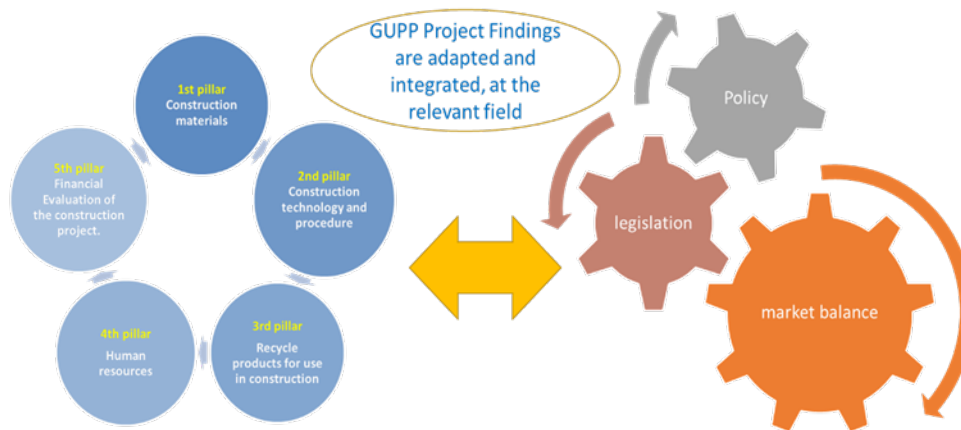 GUPP Project Findings
are adapted and
integrated, at the
relevant field
1st pillar
Construction
materials
2nd pillar
Construction
technology and
procedure
3rd pillar
Recycle
products for use
in construction
4th pillar
Human
resources
5th pillar
Financial
Evaluation of
the construction
project.
Policy
legislation
market balance